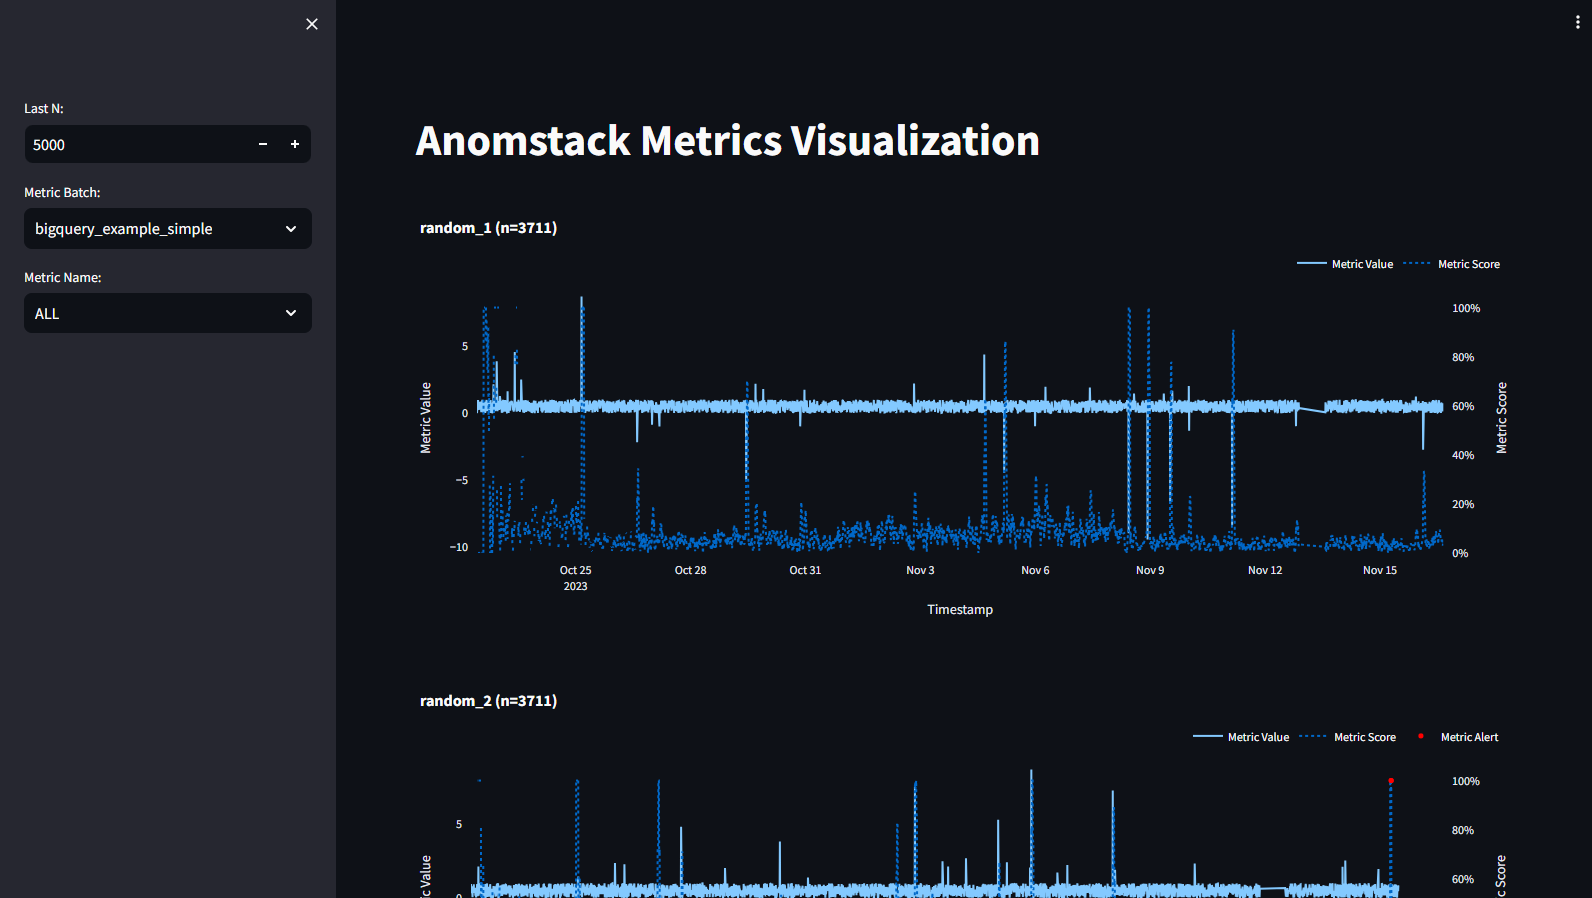 Last N:
5000
Metric Batch:
bigquery_example_simple
Metric Name:
ALL
Anomstack Metrics Visualization
random_1 (n=3711)
Metric Value Metric Score
100%
5
80%
Metric Value
0
60%
Metric Score
40%
−5
20%
−10
0%
Oct 25 Oct 28 Oct 31 Nov 3 Nov 6 Nov 9 Nov 12 Nov 15
2023
Timestamp
random_2 (n=3711)
Metric Value Metric Score Metric Alert
100%
5
80%
60%
0
ic Value
c Score